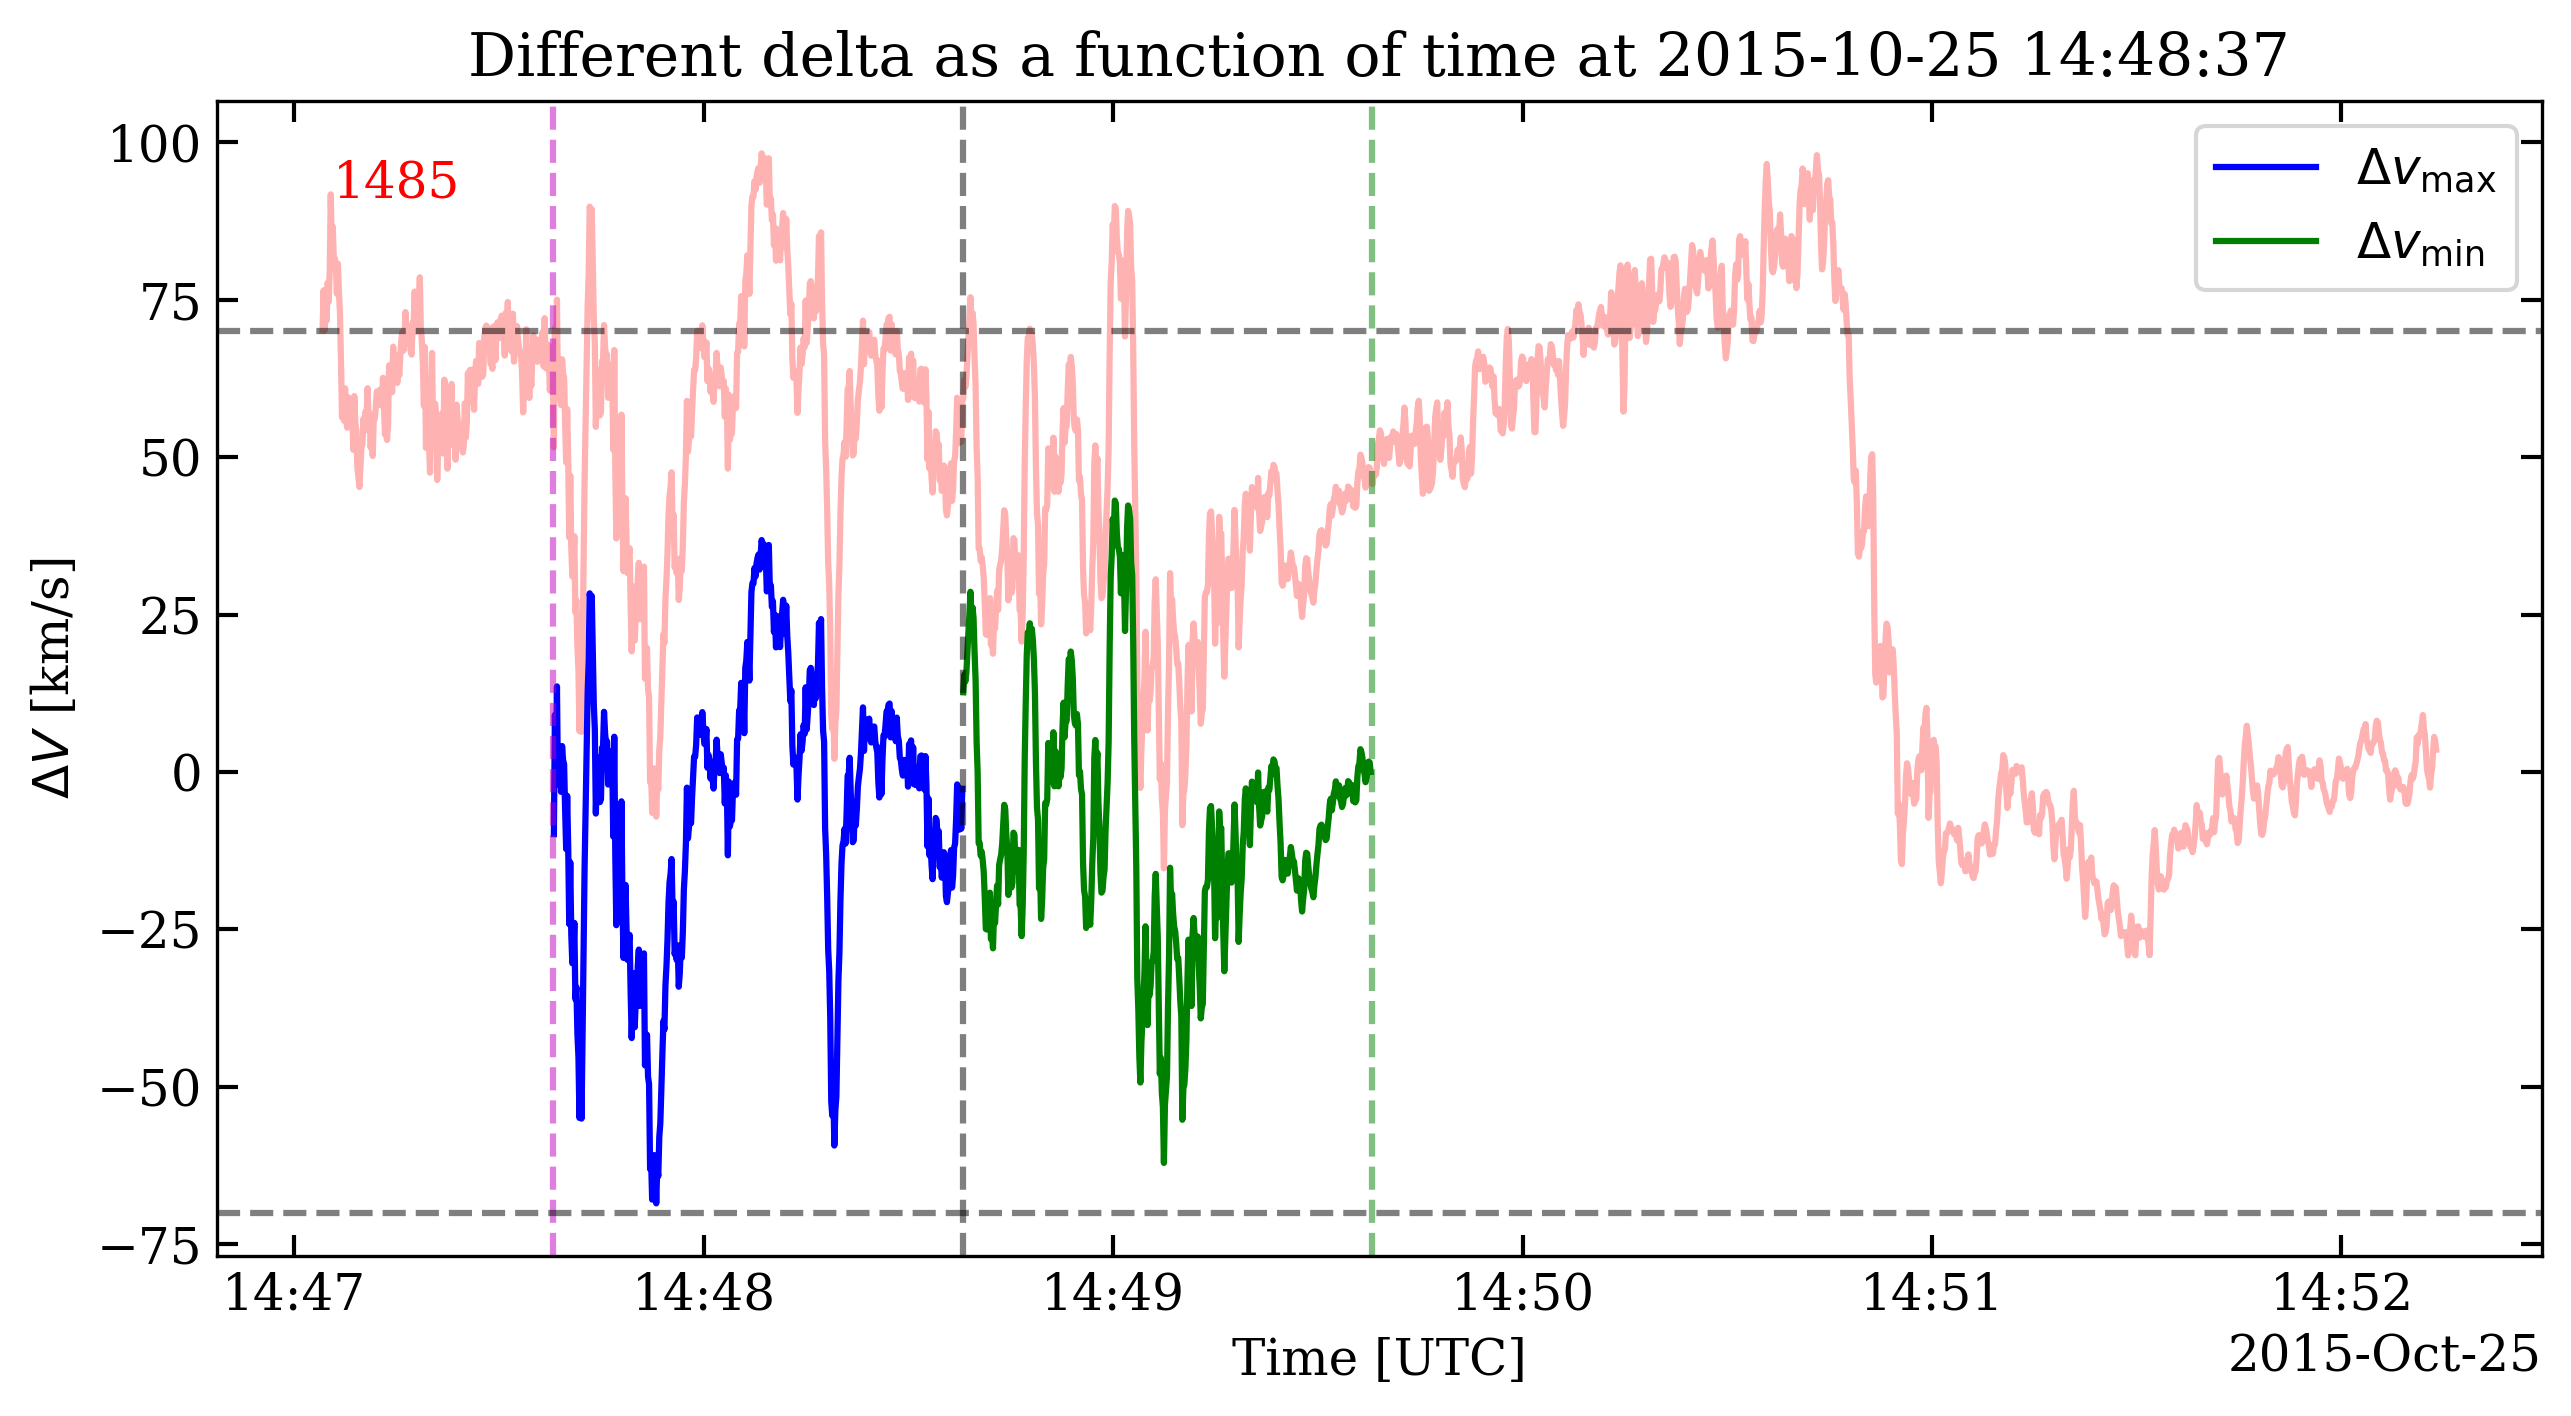 Different delta as a function of time at 2015-10-25 14:48:37
1485
Δv_max
Δv_min
ΔV [km/s]
100
75
50
25
0
−25
−50
−75
14:47 14:48 14:49 14:50 14:51 14:52
Time [UTC]
2015-Oct-25